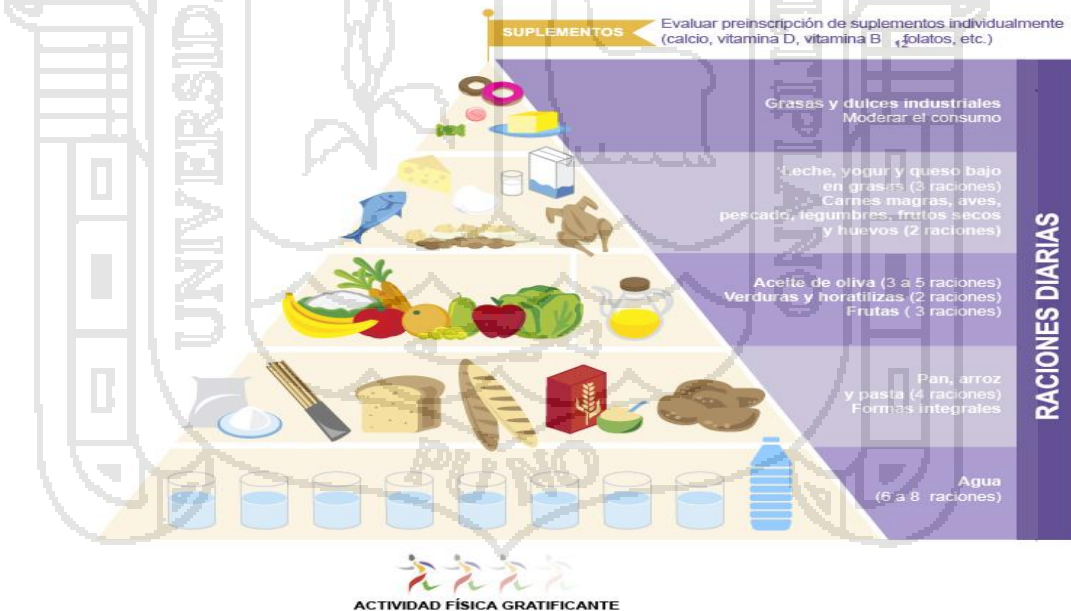 SUPLEMENTOS
Evaluar preinscripción de suplementos individualmente
(calcio, vitamina D, vitamina B 12 folatos, etc.)
Grasas y dulces industriales
Moderar el consumo
Leche, yogur y queso bajo
en grasas (3 raciones)
Carnes magras, aves,
pescado, legumbres, frutos secos
y huevos (2 raciones)
Aceite de oliva (3 a 5 raciones)
Verduras y horatilizas (2 raciones)
Frutas ( 3 raciones)
Pan, arroz
y pasta (4 raciones)
Formas integrales
Agua
(6 a 8 raciones)
RACIONES DIARIAS
ACTIVIDAD FÍSICA GRATIFICANTE
UNIVERSID
PUNO